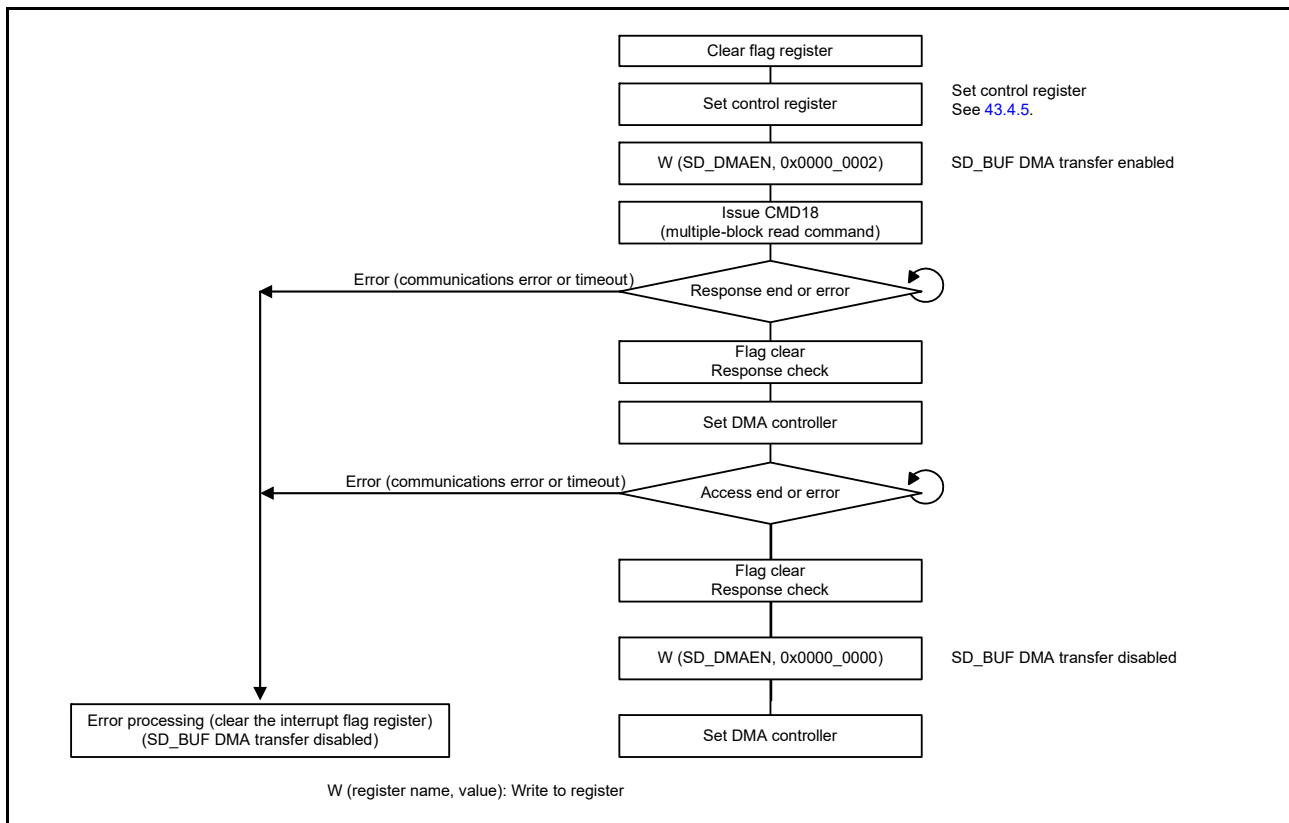 Clear flag register
Set control register
Set control register
See 43.4.5.
W (SD_DMAEN, 0x0000_0002)
SD_BUF DMA transfer enabled
Issue CMD18
(multiple-block read command)
Error (communications error or timeout)
Response end or error
Flag clear
Response check
Set DMA controller
Error (communications error or timeout)
Access end or error
Flag clear
Response check
W (SD_DMAEN, 0x0000_0000)
SD_BUF DMA transfer disabled
Error processing (clear the interrupt flag register)
(SD_BUF DMA transfer disabled)
Set DMA controller
W (register name, value): Write to register